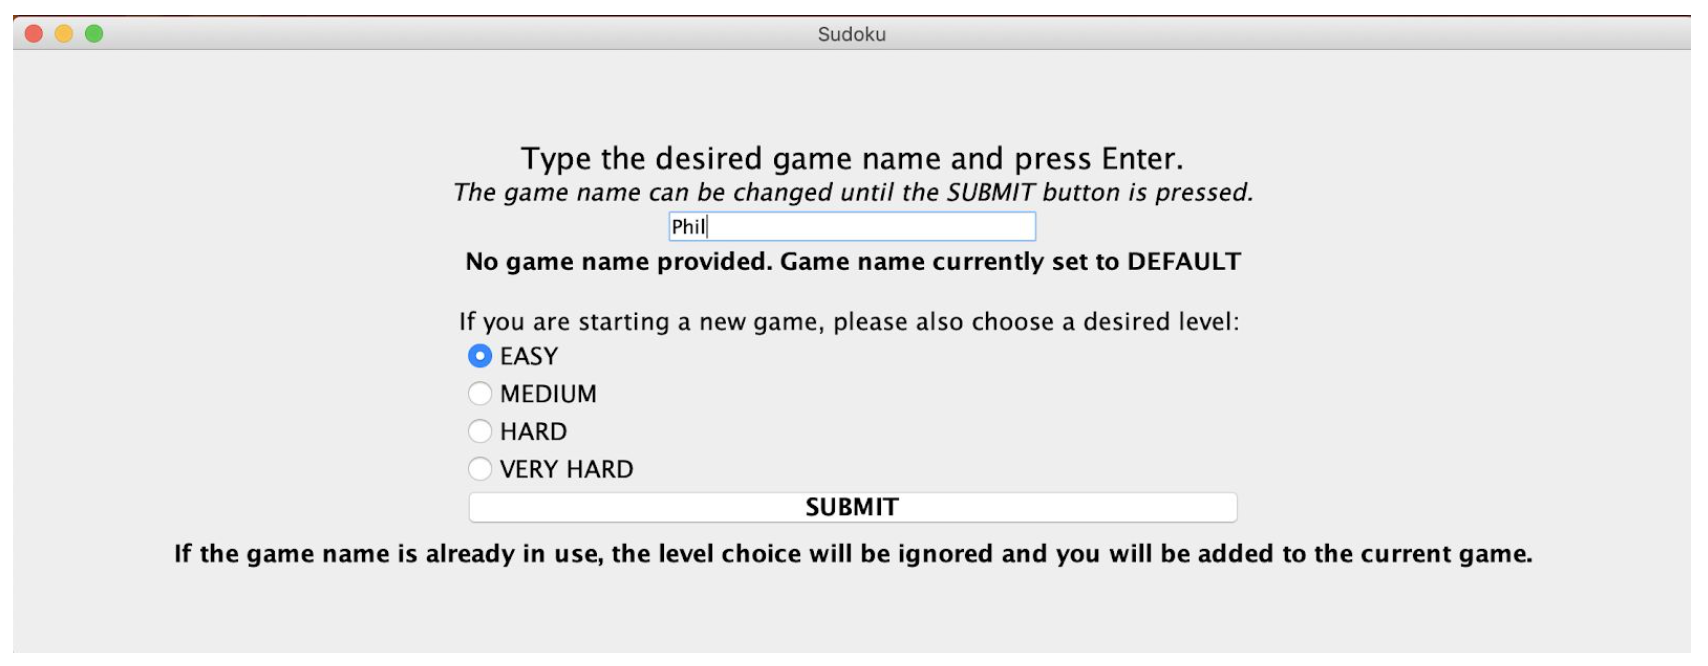 Sudoku
Type the desired game name and press Enter.
The game name can be changed until the SUBMIT button is pressed.
Phil
No game name provided. Game name currently set to DEFAULT
If you are starting a new game, please also choose a desired level:
EASY
MEDIUM
HARD
VERY HARD
SUBMIT
If the game name is already in use, the level choice will be ignored and you will be added to the current game.